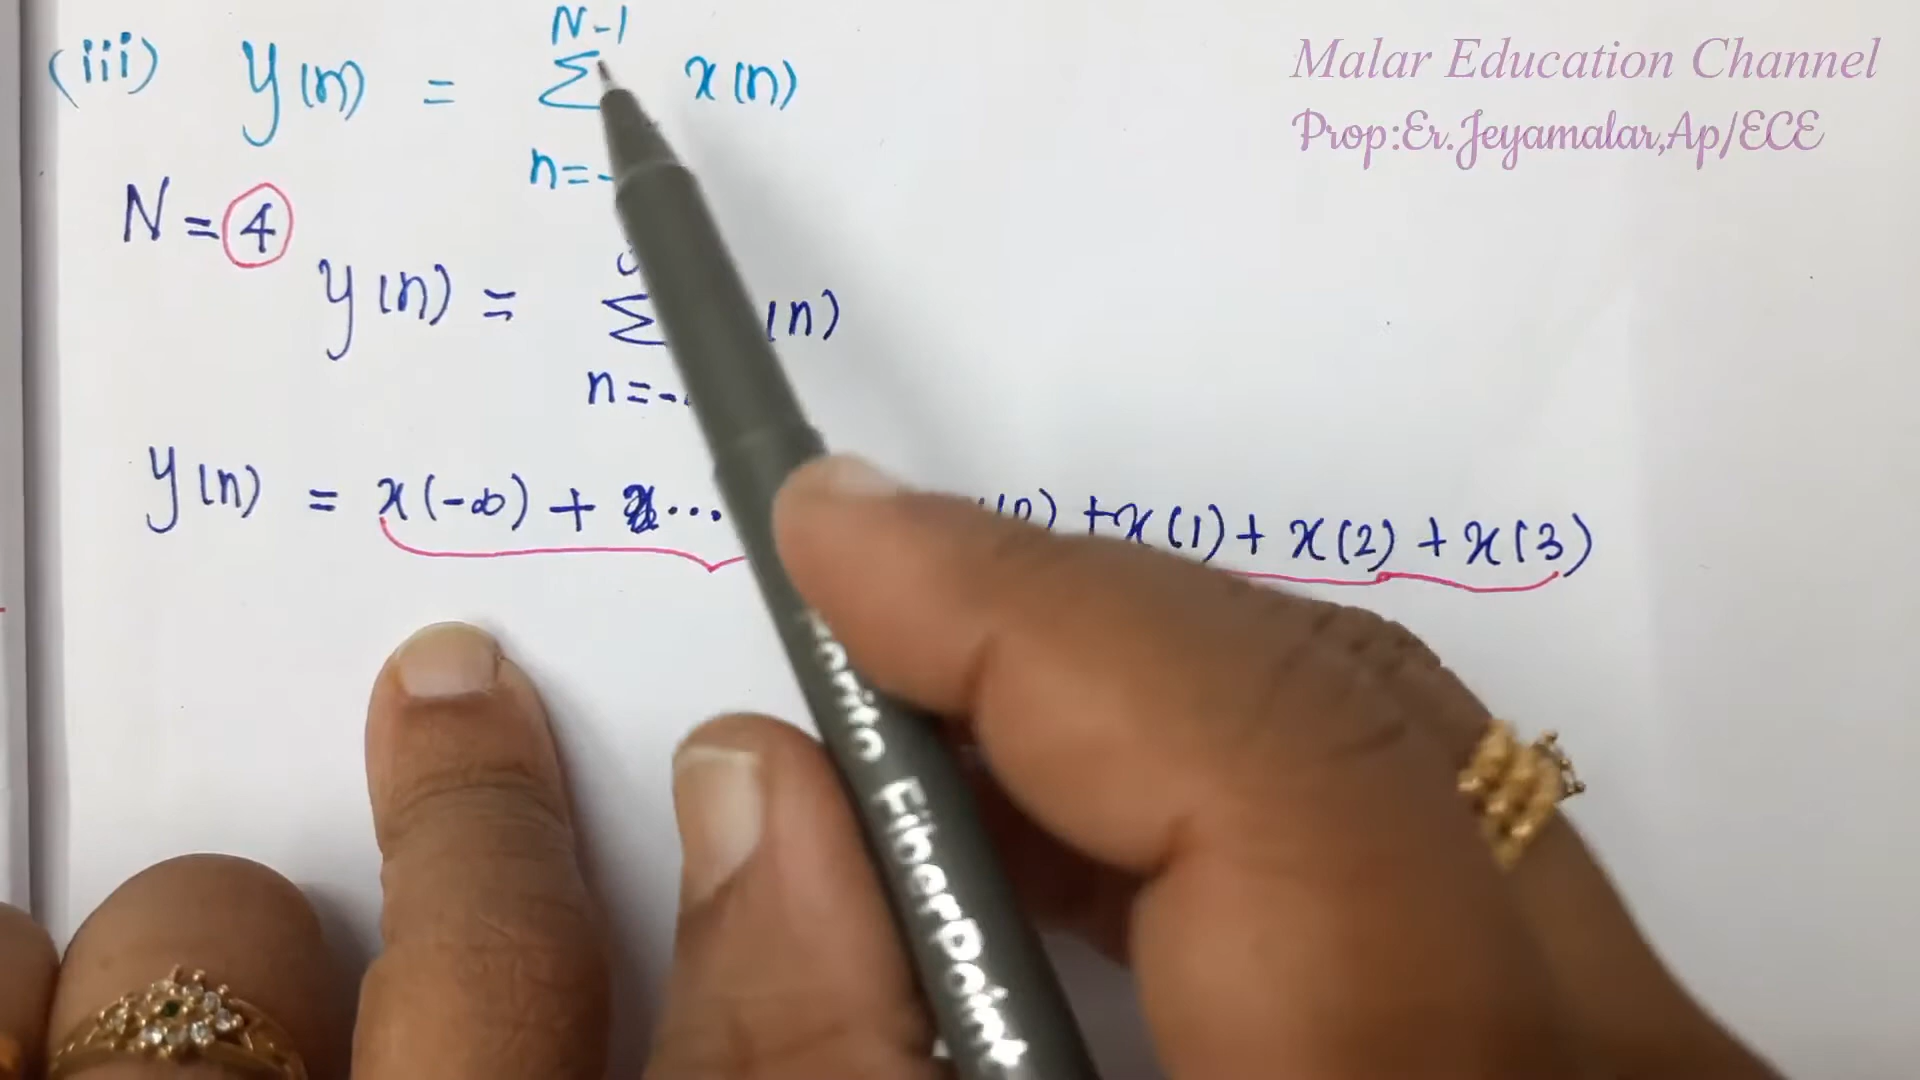 Malar Education Channel
Prop:Er.Jeyamalar,Ap/ECE
(iii) y(n) = N-1 Σ n=- x(n)
N = 4
y(n) = Σ n=- (n)
y(n) = x(-∞) + ... +x(1) + x(2) + x(3)
FiberPoint